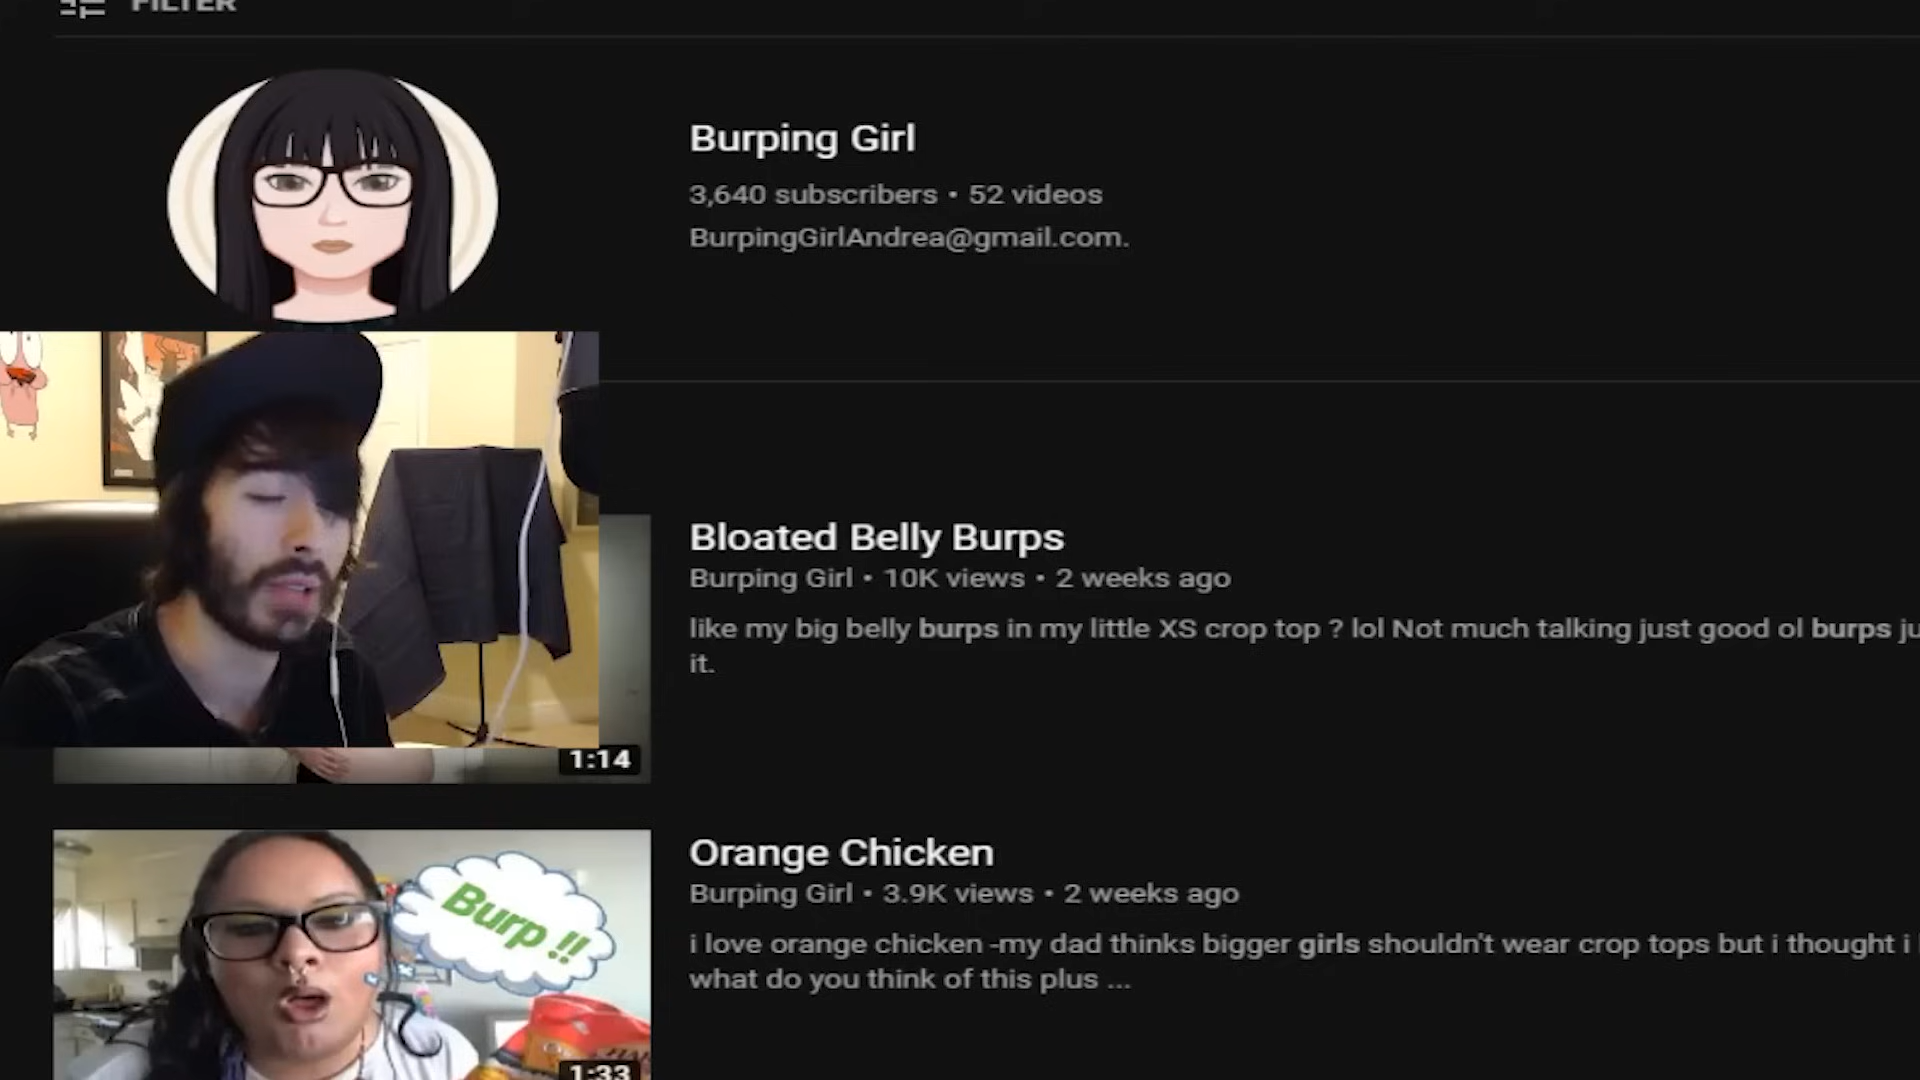 FILTER
Burping Girl
3,640 subscribers • 52 videos
BurpingGirlAndrea@gmail.com.
Bloated Belly Burps
Burping Girl • 10K views • 2 weeks ago
like my big belly burps in my little XS crop top ? lol Not much talking just good ol burps
it.
1:14
Orange Chicken
Burping Girl • 3.9K views • 2 weeks ago
i love orange chicken -my dad thinks bigger girls shouldn't wear crop tops but i thought i
what do you think of this plus ...
Burp !!
1:33